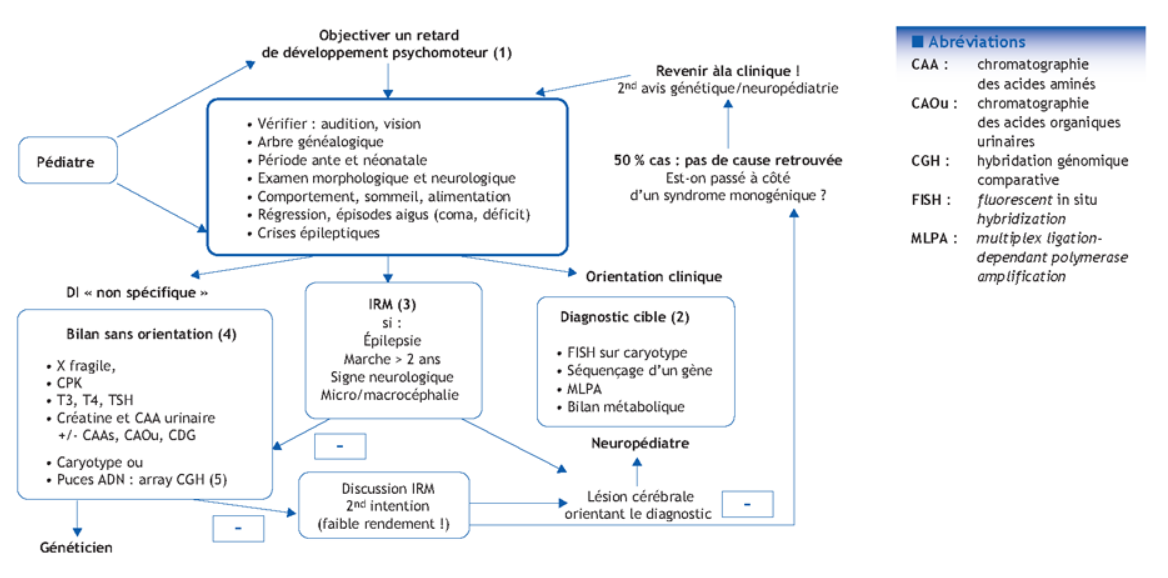 Objectiver un retard
de développement psychomoteur (1)
Pédiatre
• Vérifier : audition, vision
• Arbre généalogique
• Période ante et néonatale
• Examen morphologique et neurologique
• Comportement, sommeil, alimentation
• Régression, épisodes aigus (coma, déficit)
• Crises épileptiques
Revenir àla clinique !
2nd avis génétique/neuropédiatrie
50 % cas : pas de cause retrouvée
Est-on passé à côté
d'un syndrome monogénique ?
DI « non spécifique »
Bilan sans orientation (4)
• X fragile,
• CPK
• T3, T4, TSH
• Créatine et CAA urinaire
+/- CAAs, CAOu, CDG
• Caryotype ou
• Puces ADN : array CGH (5)
Généticien
IRM (3)
si :
Épilepsie
Marche > 2 ans
Signe neurologique
Micro/macrocéphalie
–
–
Discussion IRM
2nd intention
(faible rendement !)
Orientation clinique
Diagnostic cible (2)
• FISH sur caryotype
• Séquençage d'un gène
• MLPA
• Bilan métabolique
Neuropédiatre
Lésion cérébrale
orientant le diagnostic
–
■ Abréviations
CAA : chromatographie
des acides aminés
CAOu : chromatographie
des acides organiques
urinaires
CGH : hybridation génomique
comparative
FISH : fluorescent in situ
hybridization
MLPA : multiplex ligation-
dependant polymerase
amplification